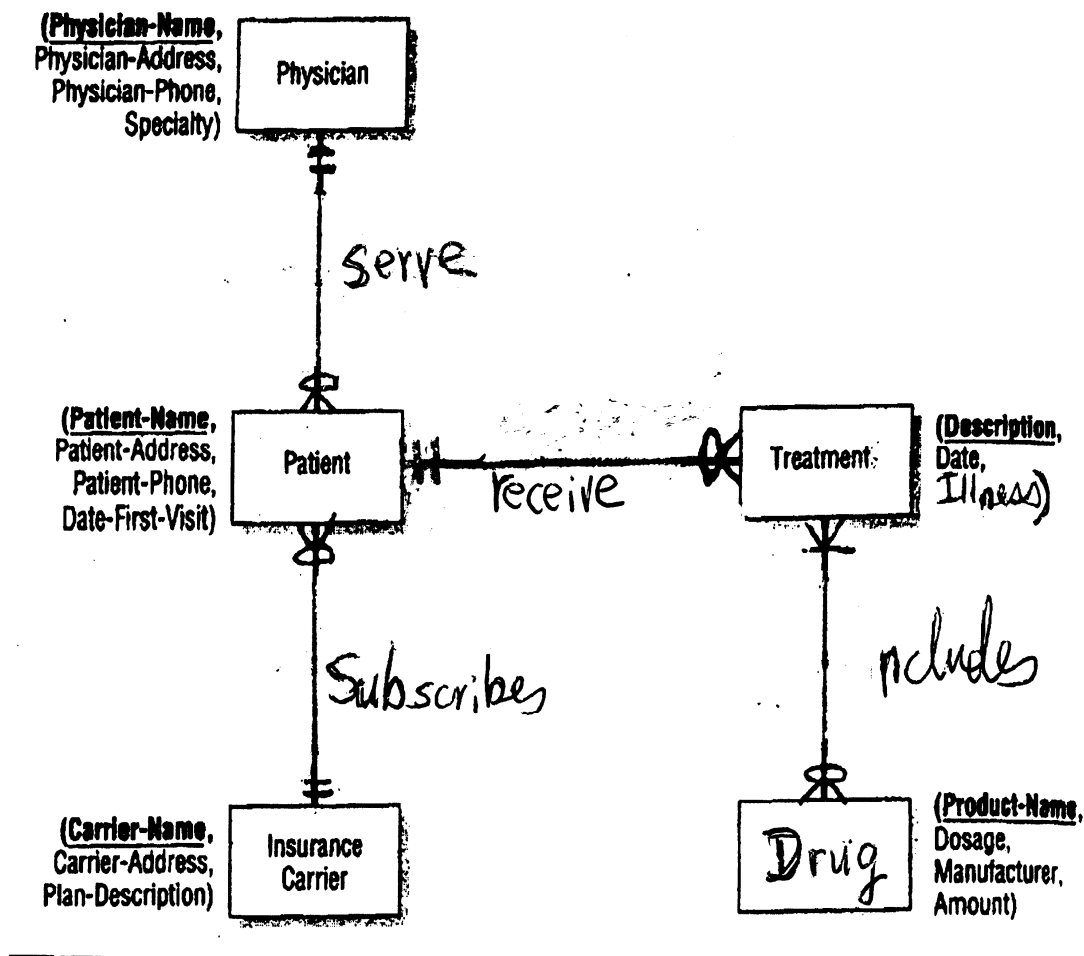 (Physician-Name,
Physician-Address,
Physician-Phone,
Specialty)
Physician
serve
(Patient-Name,
Patient-Address,
Patient-Phone,
Date-First-Visit)
Patient
receive
Treatment
(Description,
Date,
Illness)
Subscribes
ncludes
(Carrier-Name,
Carrier-Address,
Plan-Description)
Insurance
Carrier
Drug
(Product-Name,
Dosage,
Manufacturer,
Amount)